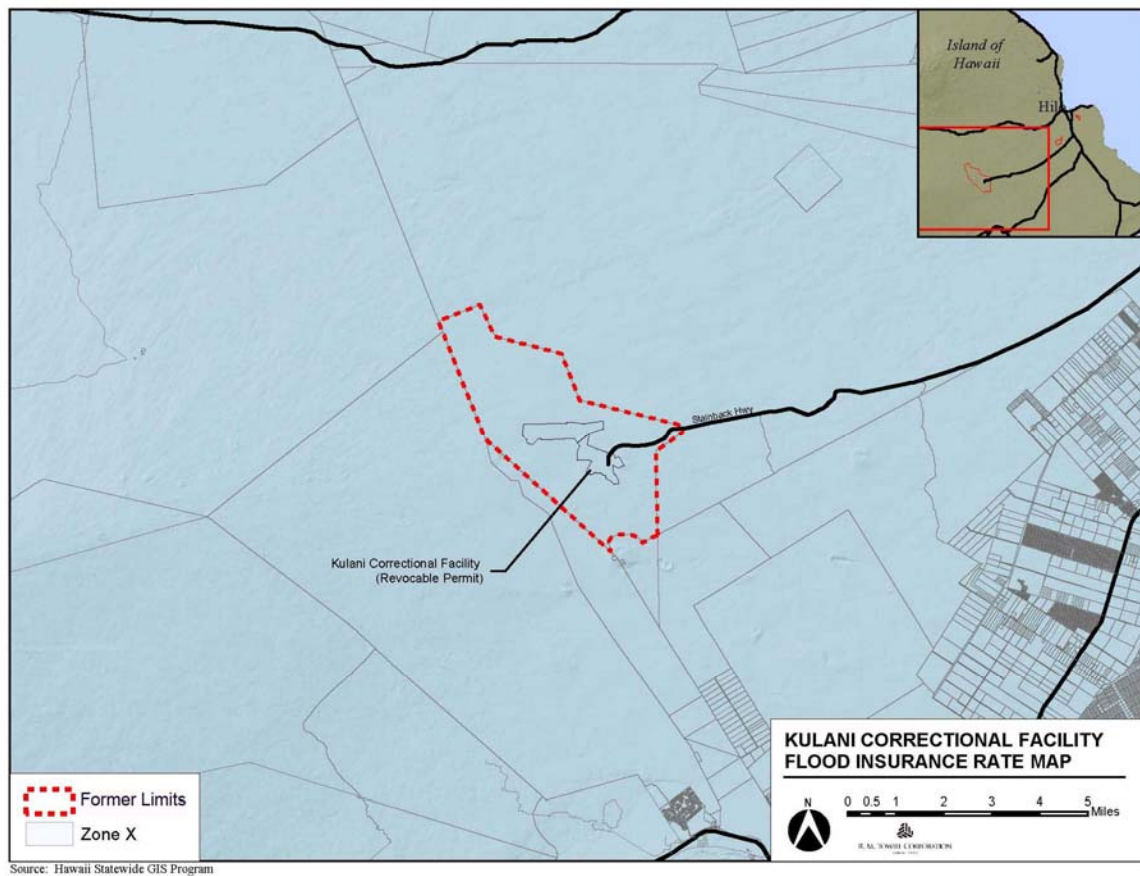 Island of
Hawaii
Hilo
Stainback Hwy
Kulani Correctional Facility
(Revocable Permit)
Former Limits
Zone X
KULANI CORRECTIONAL FACILITY
FLOOD INSURANCE RATE MAP
N
0 0.5 1 2 3 4 5
Miles
R. M. TOWILL CORPORATION
Source: Hawaii Statewide GIS Program